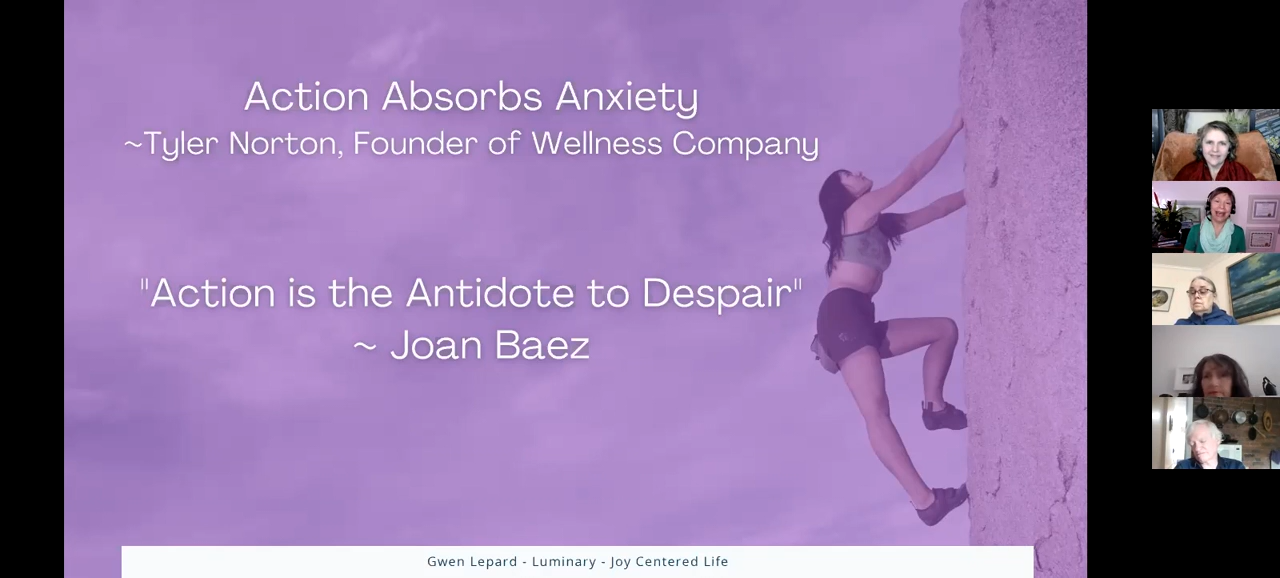 Action Absorbs Anxiety
~Tyler Norton, Founder of Wellness Company
"Action is the Antidote to Despair"
~ Joan Baez
Gwen Lepard - Luminary - Joy Centered Life